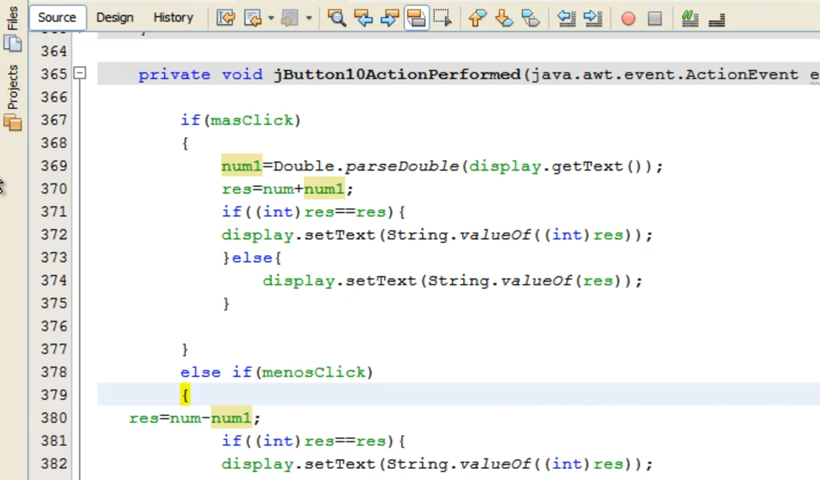 Source Design History
Files
Projects
364
365 private void jButton10ActionPerformed(java.awt.event.ActionEvent e
366
367 if(masClick)
368 {
369 num1=Double.parseDouble(display.getText());
370 res=num+num1;
371 if((int)res==res){
372 display.setText(String.valueOf((int)res));
373 }else{
374 display.setText(String.valueOf(res));
375 }
376
377 }
378 else if(menosClick)
379 {
380 res=num-num1;
381 if((int)res==res){
382 display.setText(String.valueOf((int)res));